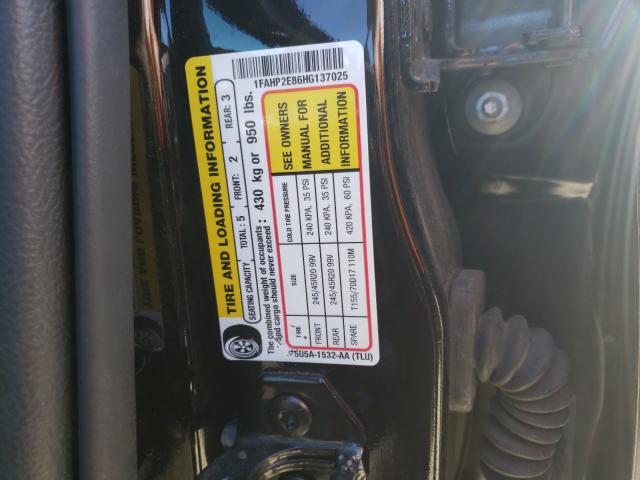 1FAHP2E86HG137025
TIRE AND LOADING INFORMATION
SEATING CAPACITY TOTAL: 5 FRONT: 2 REAR: 3
The combined weight of occupants and cargo should never exceed : 430 kg or 950 lbs.
TIRE SIZE COLD TIRE PRESSURE
FRONT 245/45R20 99V 240 KPA, 35 PSI
REAR 245/45R20 99V 240 KPA, 35 PSI
SPARE T155/70D17 110M 420 KPA, 60 PSI
SEE OWNERS
MANUAL FOR
ADDITIONAL
INFORMATION
5U5A-1532-AA (TLU)